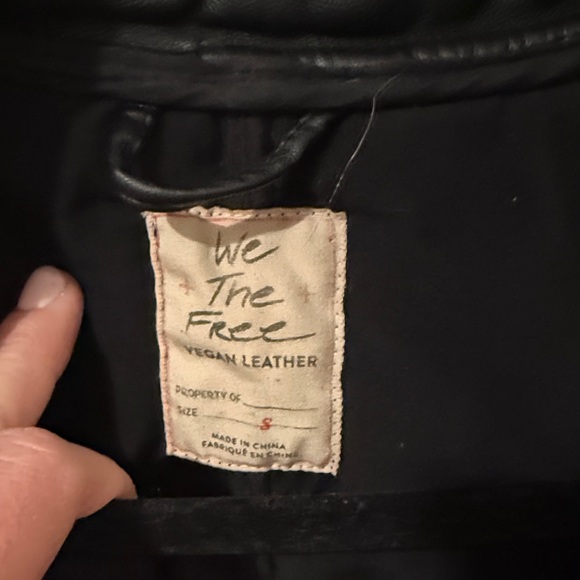 We
The
Free
VEGAN LEATHER
PROPERTY OF
SIZE S
MADE IN CHINA
FABRIQUÉ EN CHINE